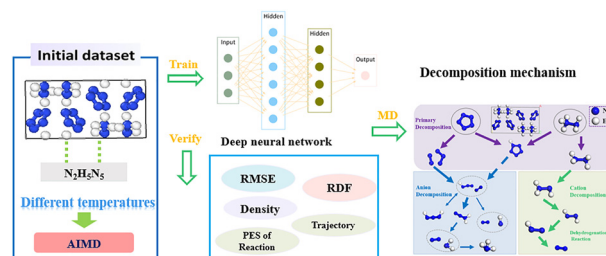 Initial dataset
N2H5N5
Different temperatures
AIMD
Train
Verify
Input
Hidden
Hidden
Output
Deep neural network
RMSE
RDF
Density
Trajectory
PES of
Reaction
MD
Decomposition mechanism
N
Primary
Decomposition
Anion
Decomposition
Cation
Decomposition
Dehydrogenation
Reaction